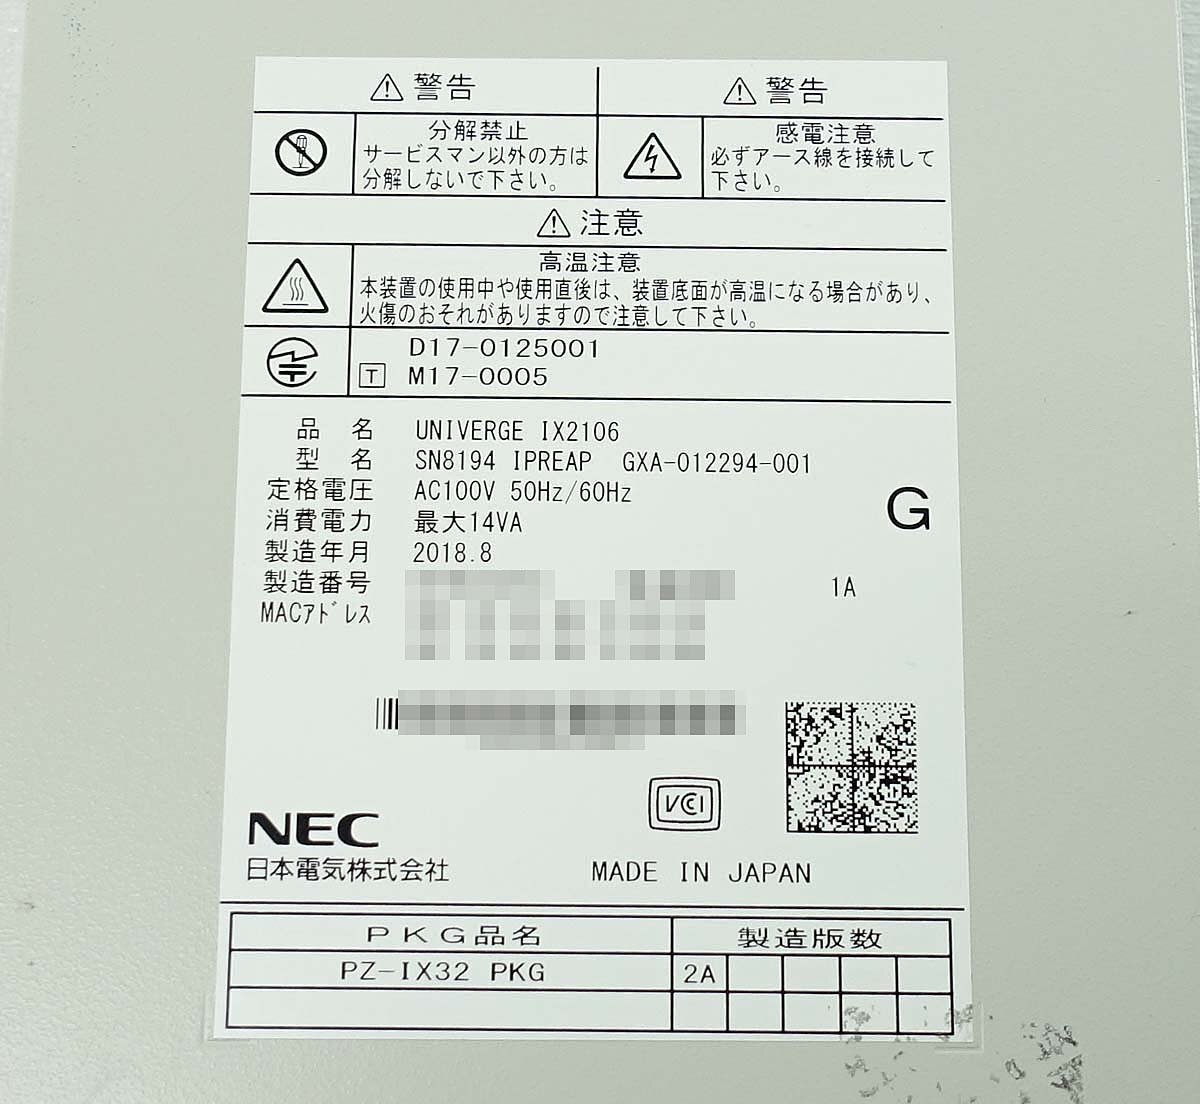 警告
警告
分解禁止
サービスマン以外の方は
分解しないで下さい。
感電注意
必ずアース線を接続して
下さい。
注意
高温注意
本装置の使用中や使用直後は、装置底面が高温になる場合があり、
火傷のおそれがありますので注意して下さい。
D17-0125001
T M17-0005
品 名 UNIVERGE IX2106
型 名 SN8194 IPREAP GXA-012294-001
定格電圧 AC100V 50Hz/60Hz
G
消費電力 最大14VA
製造年月 2018.8
製造番号 1A
MACアドレス
VCI
NEC
日本電気株式会社
MADE IN JAPAN
PKG品名 製造版数
PZ-IX32 PKG 2A